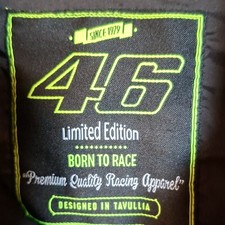 SINCE 1979
46
Limited Edition
BORN TO RACE
"Premium Quality Racing Apparel"
DESIGNED IN TAVULLIA